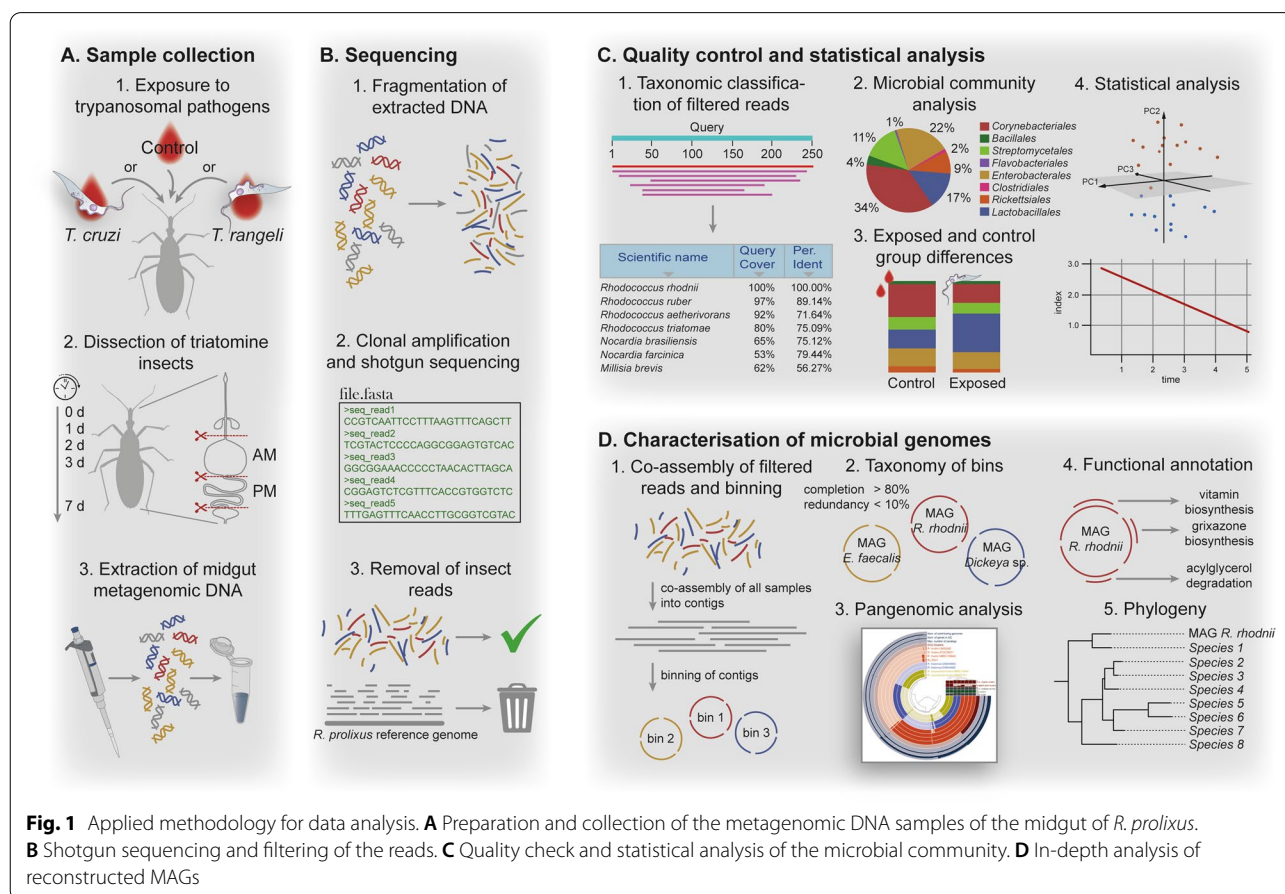 A. Sample collection
1. Exposure to
trypanosomal pathogens
Control
or
or
T. cruzi
T. rangeli
2. Dissection of triatomine
insects
0 d
1 d
2 d
3 d
7 d
AM
PM
3. Extraction of midgut
metagenomic DNA
B. Sequencing
1. Fragmentation of
extracted DNA
2. Clonal amplification
and shotgun sequencing
file.fasta
>seq_read1
CCGTCAATTCCTTTAAGTTTCAGCTT
>seq_read2
TCGTACTCCCCAGGCGGAGTGTCAC
>seq_read3
GGCGGAAACCCCCTAACACTTAGCA
>seq_read4
CGGAGTCTCGTTTCACCGTGGTCTC
>seq_read5
TTTGAGTTTCAACCTTGCGGTCGTAC
3. Removal of insect
reads
R. prolixus reference genome
C. Quality control and statistical analysis
1. Taxonomic classifica-
tion of filtered reads
Query
1 50 100 150 200 250
Scientific name Query Cover Per. Ident
Rhodococcus rhodnii 100% 100.00%
Rhodococcus ruber 97% 89.14%
Rhodococcus aetherivorans 92% 71.64%
Rhodococcus triatomae 80% 75.09%
Nocardia brasiliensis 65% 75.12%
Nocardia farcinica 53% 79.44%
Millisia brevis 62% 56.27%
2. Microbial community
analysis
1%
22%
11%
2%
4%
9%
34%
17%
Corynebacteriales
Bacillales
Streptomycetales
Flavobacteriales
Enterobacterales
Clostridiales
Rickettsiales
Lactobacillales
3. Exposed and control
group differences
Control Exposed
4. Statistical analysis
PC2
PC3
PC1
3.0
2.0
1.0
index
1 2 3 4 5
time
D. Characterisation of microbial genomes
1. Co-assembly of filtered
reads and binning
co-assembly of all samples
into contigs
binning of contigs
bin 2
bin 1
bin 3
2. Taxonomy of bins
completion > 80%
redundancy < 10%
MAG
E. faecalis
MAG
R. rhodnii
MAG
Dickeya sp.
3. Pangenomic analysis
4. Functional annotation
MAG
R. rhodnii
vitamin
biosynthesis
grixazone
biosynthesis
acylglycerol
degradation
5. Phylogeny
MAG R. rhodnii
Species 1
Species 2
Species 3
Species 4
Species 5
Species 6
Species 7
Species 8
Fig. 1 Applied methodology for data analysis. A Preparation and collection of the metagenomic DNA samples of the midgut of R. prolixus.
B Shotgun sequencing and filtering of the reads. C Quality check and statistical analysis of the microbial community. D In-depth analysis of
reconstructed MAGs